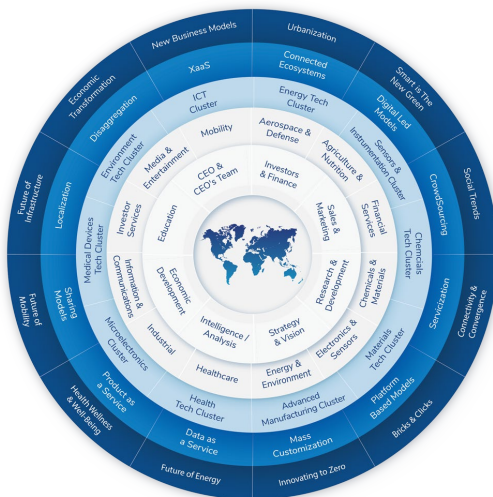 New Business Models
Urbanization
Smart is The
New Green
Social Trends
Connectivity &
Convergence
Bricks & Clicks
Innovating to Zero
Future of Energy
Health Wellness
& Well-Being
Future of
Mobility
Future of
Infrastructure
Economic
Transformation
XaaS
Connected
Ecosystems
Digital Led
Models
CrowdSourcing
Servicization
Platform
Based Models
Mass
Customization
Data as
a Service
Product as
a Service
Sharing
Models
Localization
Disaggregation
ICT
Cluster
Energy Tech
Cluster
Sensors &
Instrumentation Cluster
Chemcials
Tech Cluster
Materials
Tech Cluster
Advanced
Manufacturing Cluster
Health
Tech Cluster
Microelectronics
Cluster
Medical Devices
Tech Cluster
Environment
Tech Cluster
Mobility
Aerospace &
Defense
Agriculture &
Nutrition
Financial
Services
Chemicals &
Materials
Electronics &
Sensors
Energy &
Environment
Healthcare
Industrial
Information &
Communications
Investor
Services
Media &
Entertainment
CEO &
CEO's Team
Investors
& Finance
Sales &
Marketing
Research &
Development
Strategy
& Vision
Intelligence /
Analysis
Economic
Development
Education